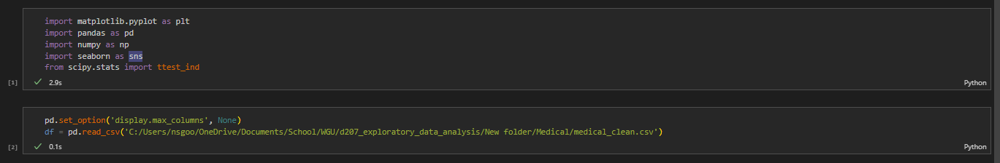 import matplotlib.pyplot as plt
import pandas as pd
import numpy as np
import seaborn as sns
from scipy.stats import ttest_ind
[1]
2.9s
Python
pd.set_option('display.max_columns', None)
df = pd.read_csv('C:/Users/nsgoo/OneDrive/Documents/School/WGU/d207_exploratory_data_analysis/New folder/Medical/medical_clean.csv')
[2]
0.1s
Python